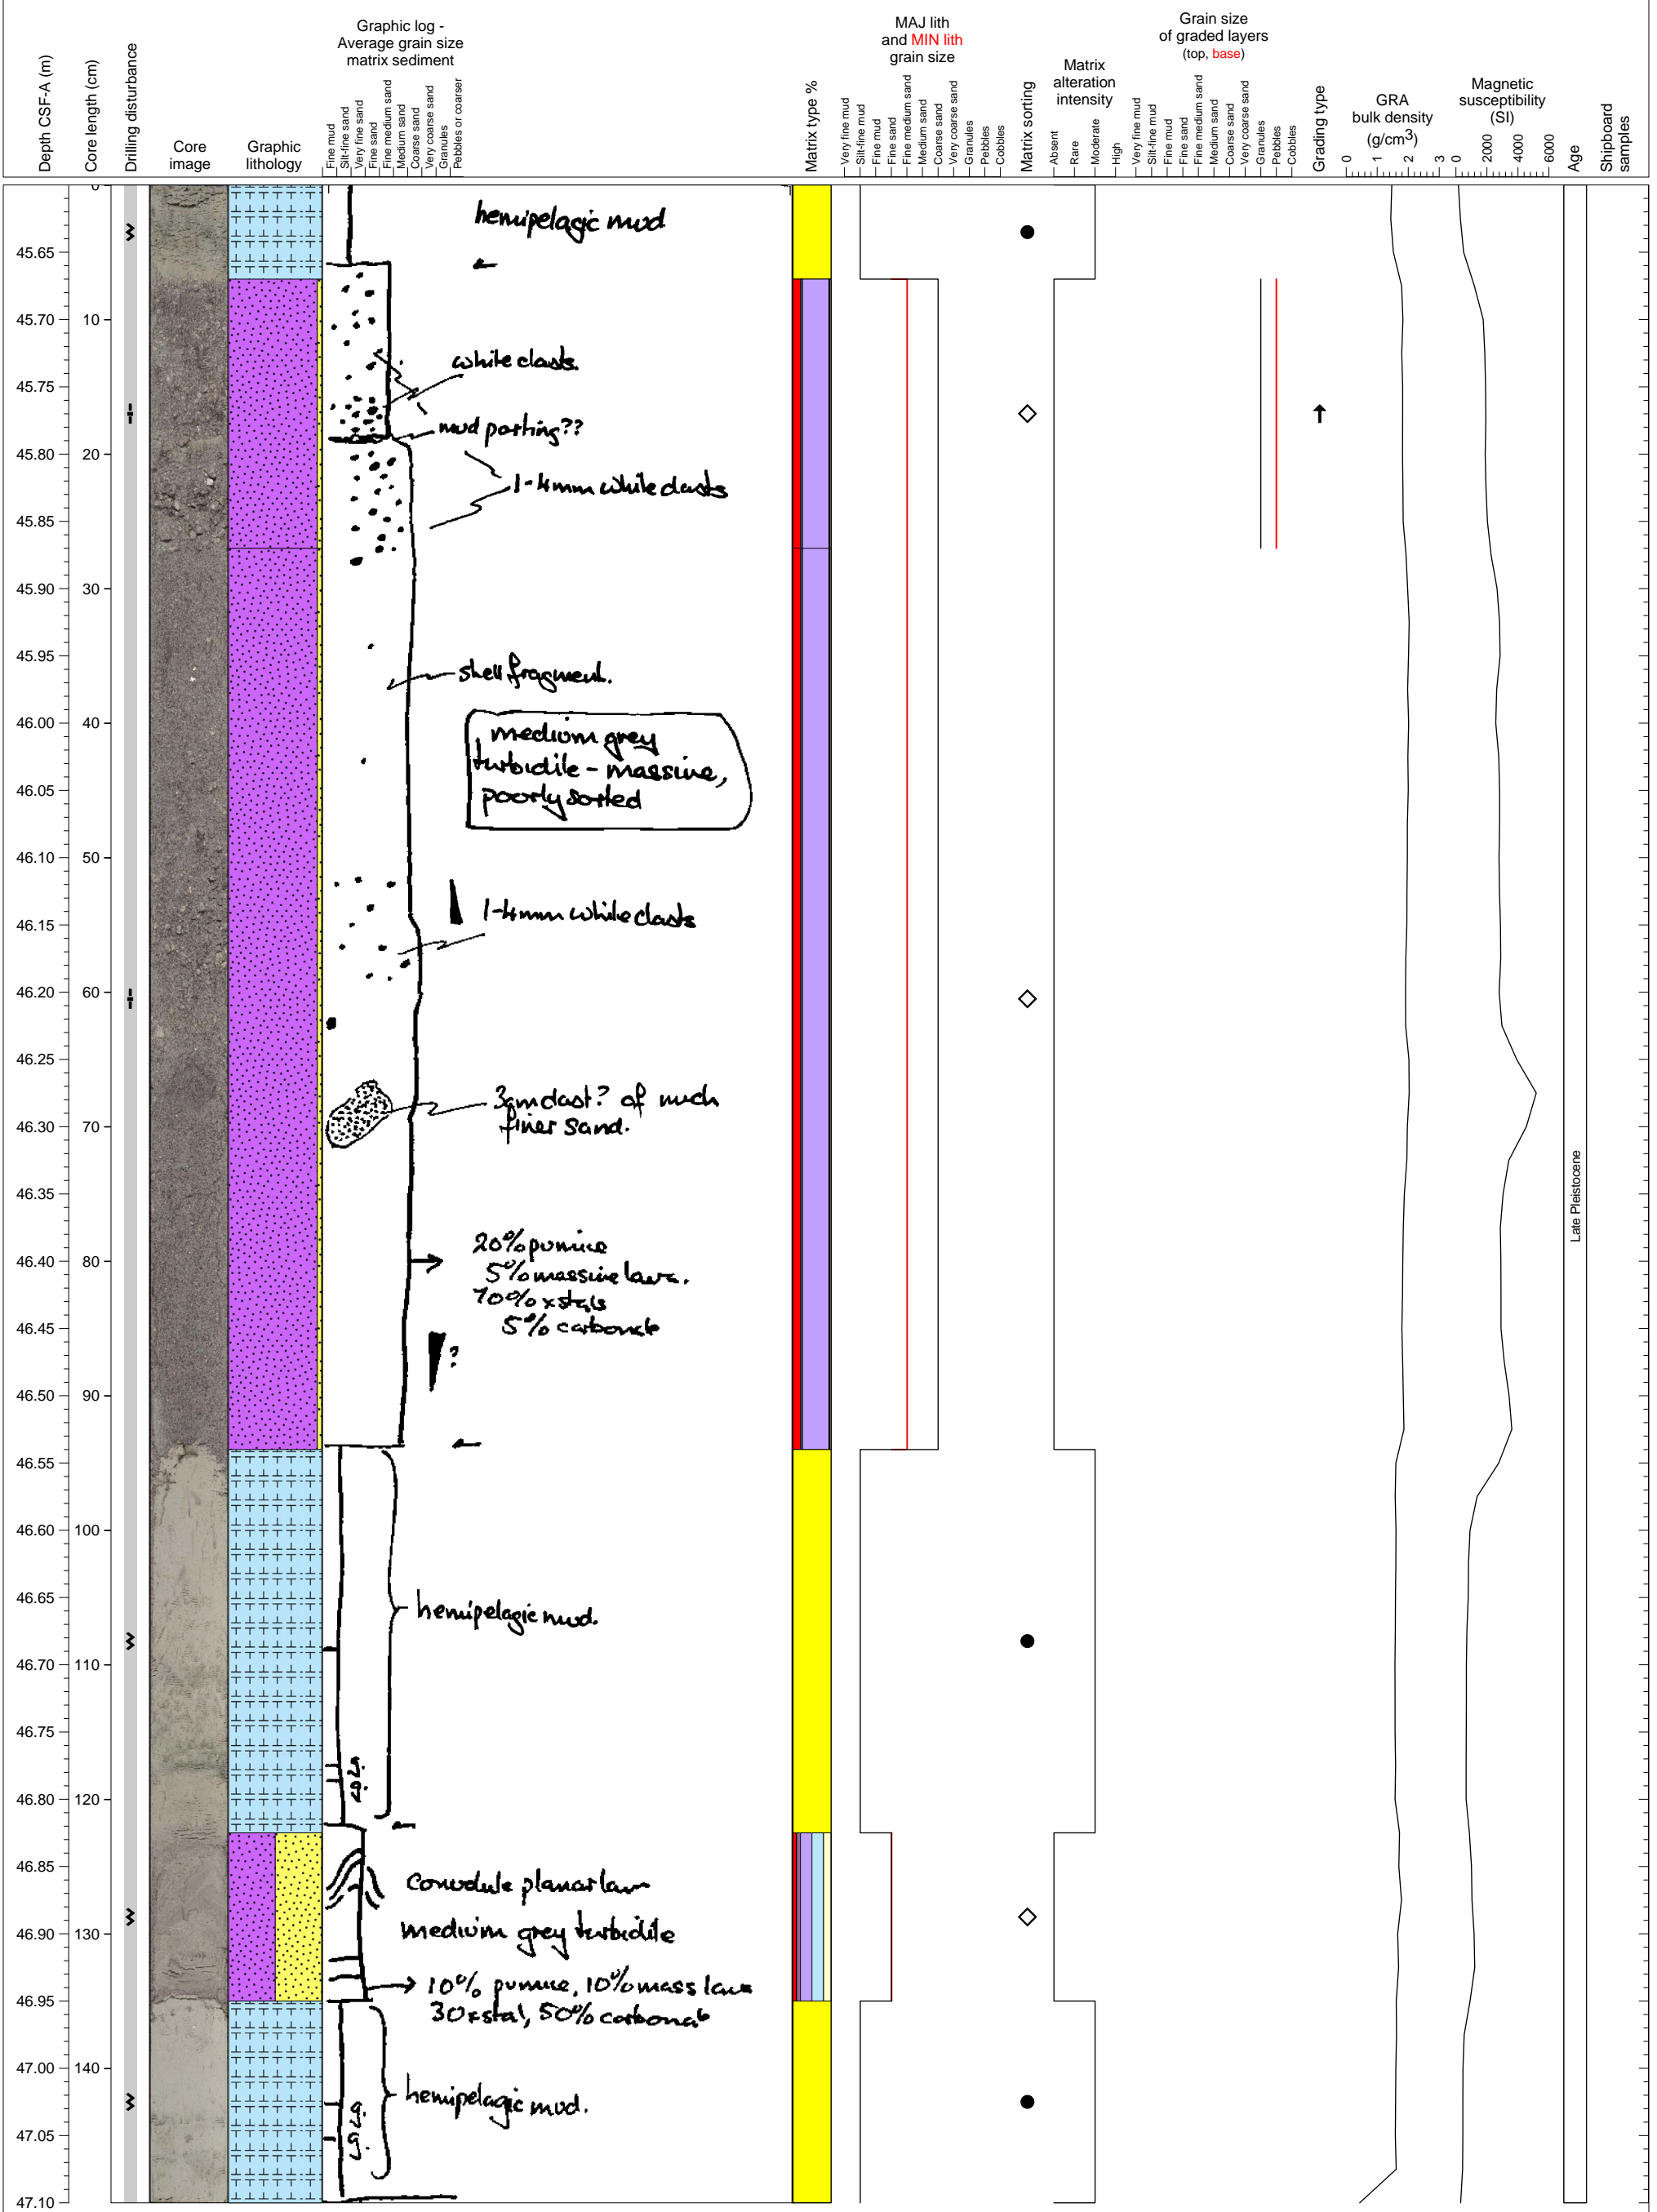 Depth CSF-A (m)
Core length (cm)
Drilling disturbance
Core
image
Graphic
lithology
Graphic log -
Average grain size
matrix sediment
Fine mud
Silt-fine sand
Very fine sand
Fine sand
Fine medium sand
Medium sand
Coarse sand
Very coarse sand
Granules
Pebbles or coarser
Matrix type %
MAJ lith
and MIN lith
grain size
Very fine mud
Silt-fine mud
Fine mud
Fine sand
Fine medium sand
Medium sand
Coarse sand
Very coarse sand
Granules
Pebbles
Cobbles
Matrix sorting
Matrix
alteration
intensity
Absent
Rare
Moderate
High
Grain size
of graded layers
(top, base)
Very fine mud
Silt-fine mud
Fine mud
Fine sand
Fine medium sand
Medium sand
Coarse sand
Very coarse sand
Granules
Pebbles
Cobbles
Grading type
GRA
bulk density
(g/cm3)
0 1 2 3
Magnetic
susceptibility
(SI)
0 2000 4000 6000
Age
Shipboard
samples
0
hemipelagic mud
45.65
45.70 10
white clasts.
45.75
mud parting??
45.80 20
1-4mm white clasts
45.85
45.90 30
45.95
shell fragment.
46.00 40
medium grey
turbidite - massive,
poorly sorted
46.05
46.10 50
1-4mm white clasts
46.15
46.20 60
46.25
3cm clast? of much
finer sand.
46.30 70
46.35
Late Pleistocene
20% pumice
46.40 80
5% massive lava.
70% xstals
5% carbonate
46.45
?
46.50 90
46.55
46.60 100
46.65
hemipelagic mud.
46.70 110
46.75
46.80 120
46.85
Convolute planar lam
46.90 130
medium grey turbidite
10% pumice, 10% mass lava
46.95
30 xstal, 50% carbonate
47.00 140
hemipelagic mud.
47.05
47.10